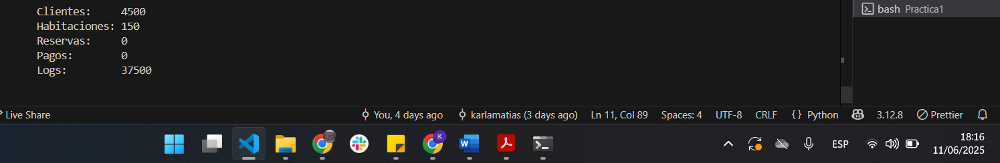 Clientes: 4500
Habitaciones: 150
Reservas: 0
Pagos: 0
Logs: 37500
bash Practica1
Live Share You, 4 days ago karlamatias (3 days ago) Ln 11, Col 89 Spaces: 4 UTF-8 CRLF {} Python 3.12.8 Prettier
K
W
ESP
18:16
11/06/2025